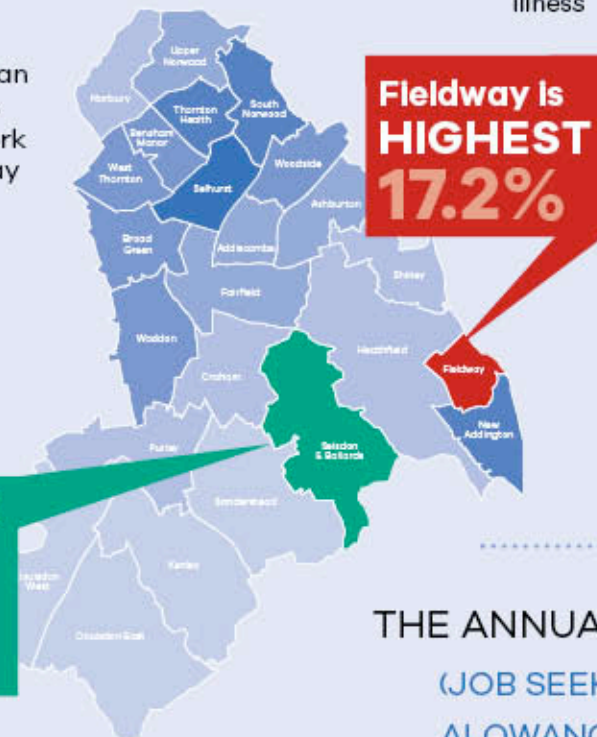 illness
an
rk
ay
Fieldway is
HIGHEST
17.2%
Upper
Norwood
Norbury
Thornton
Heath
South
Norwood
Bensham
Manor
West
Thornton
Woodside
Selhurst
Ashburton
Broad
Green
Addiscombe
Shirley
Fairfield
Waddon
Heathfield
Fieldway
Croham
New
Addington
Purley
Selsdon
& Ballards
Sanderstead
Kenley
West
Coulsdon East
THE ANNUA
(JOB SEEK
ALOWANC